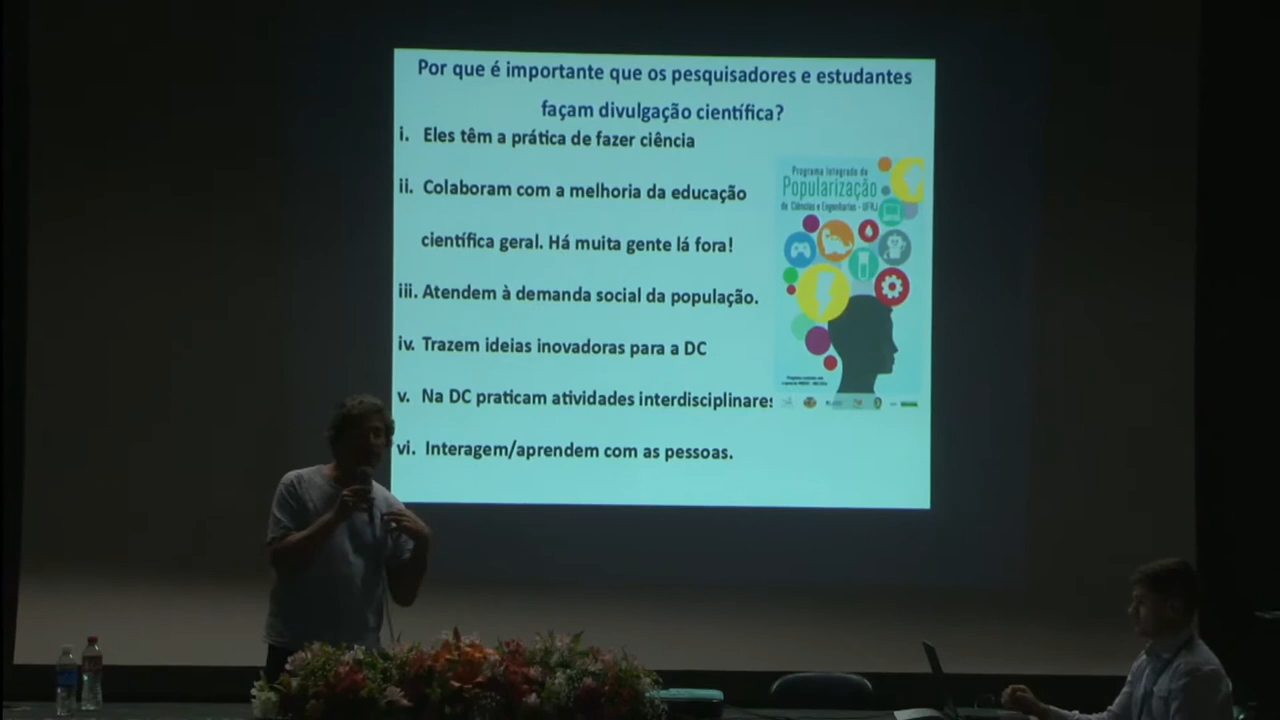 Por que é importante que os pesquisadores e estudantes
façam divulgação científica?
i. Eles têm a prática de fazer ciência
ii. Colaboram com a melhoria da educação
científica geral. Há muita gente lá fora!
iii. Atendem à demanda social da população.
iv. Trazem ideias inovadoras para a DC
v. Na DC praticam atividades interdisciplinares
vi. Interagem/aprendem com as pessoas.
Programa Integrado de
Popularização
de Ciências e Engenharias - UFRJ